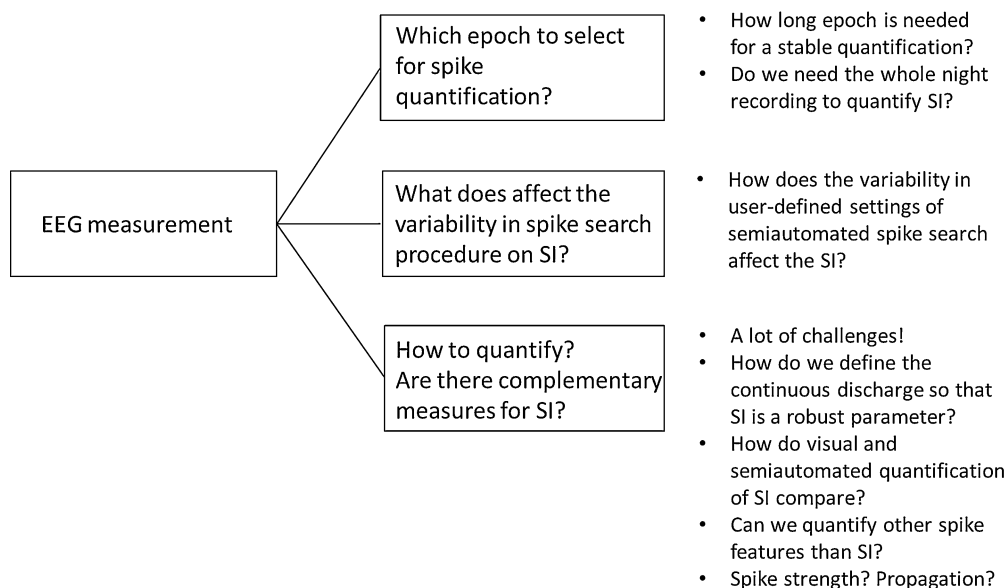 Which epoch to select
for spike
quantification?
• How long epoch is needed
for a stable quantification?
• Do we need the whole night
recording to quantify SI?
EEG measurement
What does affect the
variability in spike search
procedure on SI?
• How does the variability in
user-defined settings of
semiautomated spike search
affect the SI?
How to quantify?
Are there complementary
measures for SI?
• A lot of challenges!
• How do we define the
continuous discharge so that
SI is a robust parameter?
• How do visual and
semiautomated quantification
of SI compare?
• Can we quantify other spike
features than SI?
• Spike strength? Propagation?